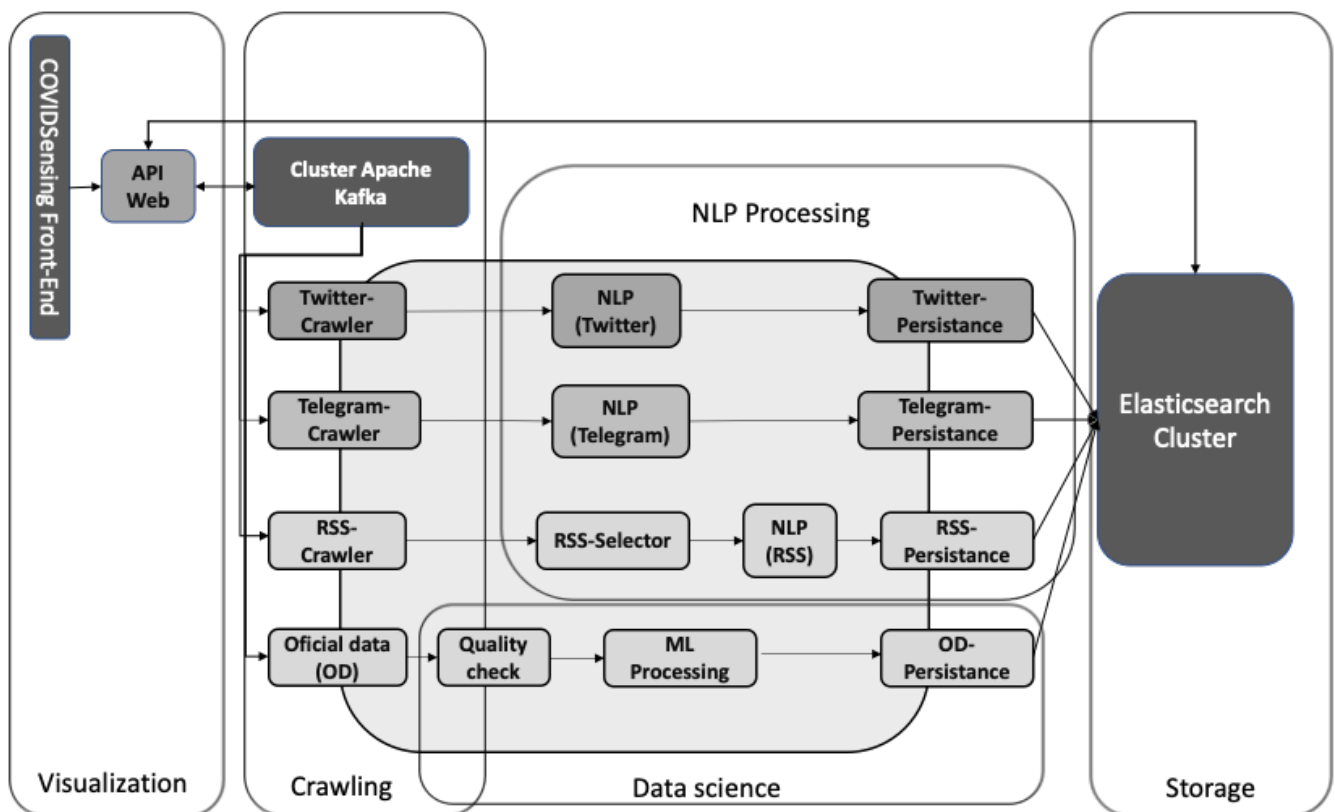 COVIDSensing Front-End
API
Web
Cluster Apache
Kafka
NLP Processing
Twitter-
Crawler
NLP
(Twitter)
Twitter-
Persistance
Telegram-
Crawler
NLP
(Telegram)
Telegram-
Persistance
Elasticsearch
Cluster
RSS-
Crawler
RSS-Selector
NLP
(RSS)
RSS-
Persistance
Oficial data
(OD)
Quality
check
ML
Processing
OD-
Persistance
Visualization
Crawling
Data science
Storage